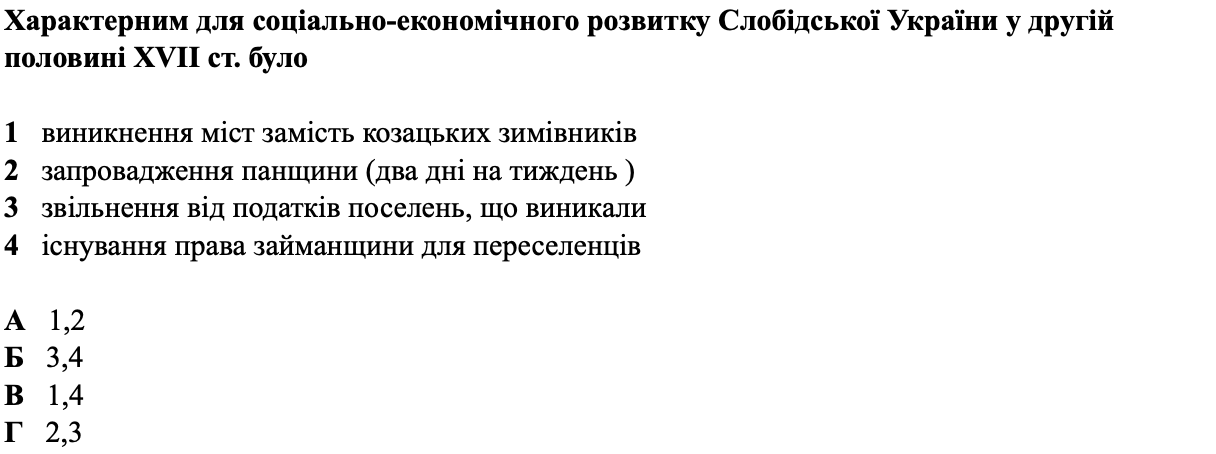 Характерним для соціально-економічного розвитку Слобідської України у другій
половині XVII ст. було
1 виникнення міст замість козацьких зимівників
2 запровадження панщини (два дні на тиждень )
3 звільнення від податків поселень, що виникали
4 існування права займанщини для переселенців
А 1,2
Б 3,4
В 1,4
Г 2,3